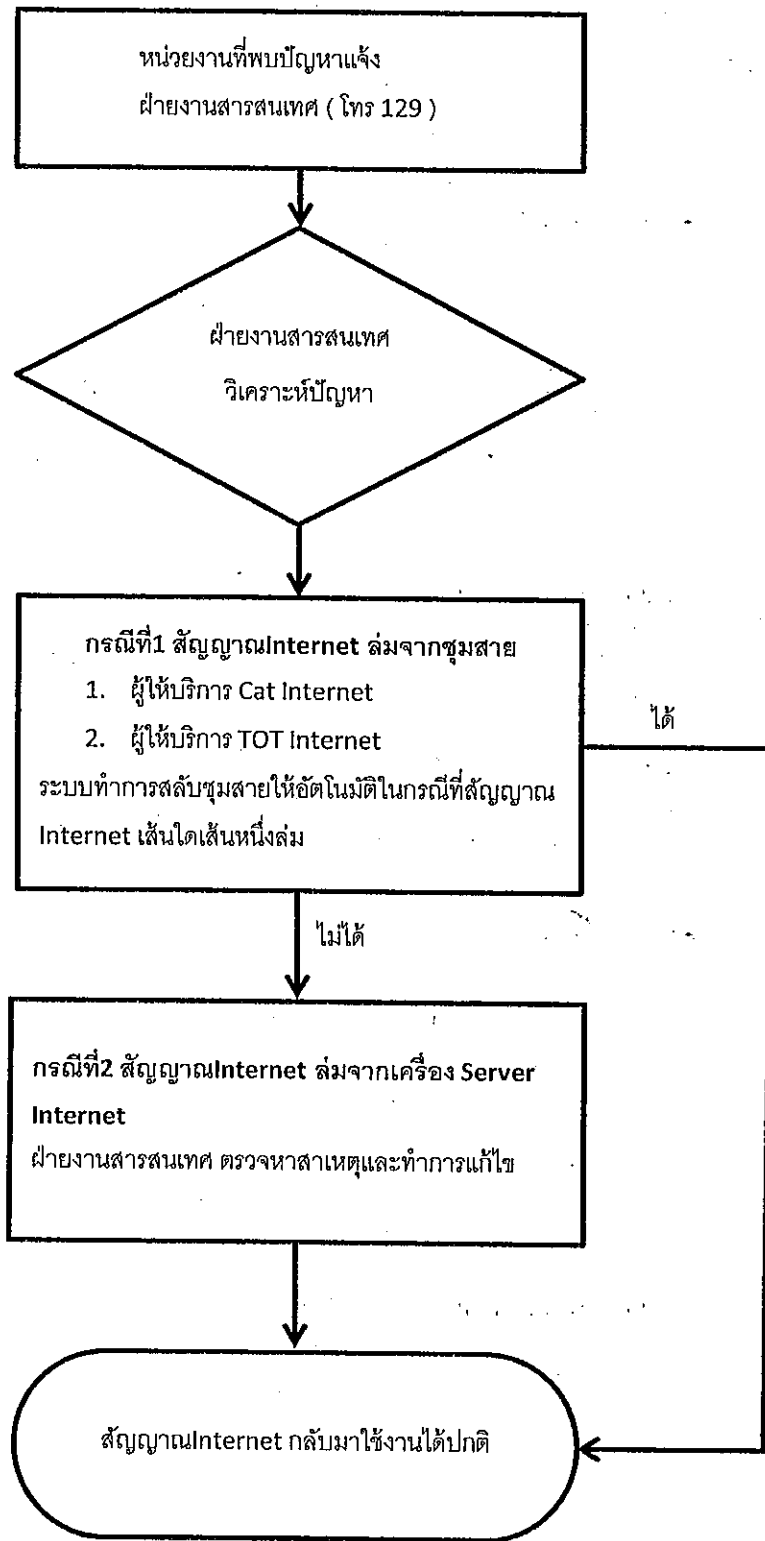 หน่วยงานที่พบปัญหาแจ้ง
ฝ่ายงานสารสนเทศ ( โทร 129 )
ฝ่ายงานสารสนเทศ
วิเคราะห์ปัญหา
กรณีที่1 สัญญาณInternet ล่มจากชุมสาย
1. ผู้ให้บริการ Cat Internet
2. ผู้ให้บริการ TOT Internet
ระบบทำการสลับชุมสายให้อัตโนมัติในกรณีที่สัญญาณ
Internet เส้นใดเส้นหนึ่งล่ม
ได้
ไม่ได้
กรณีที่2 สัญญาณInternet ล่มจากเครื่อง Server
Internet
ฝ่ายงานสารสนเทศ ตรวจหาสาเหตุและทำการแก้ไข
สัญญาณInternet กลับมาใช้งานได้ปกติ